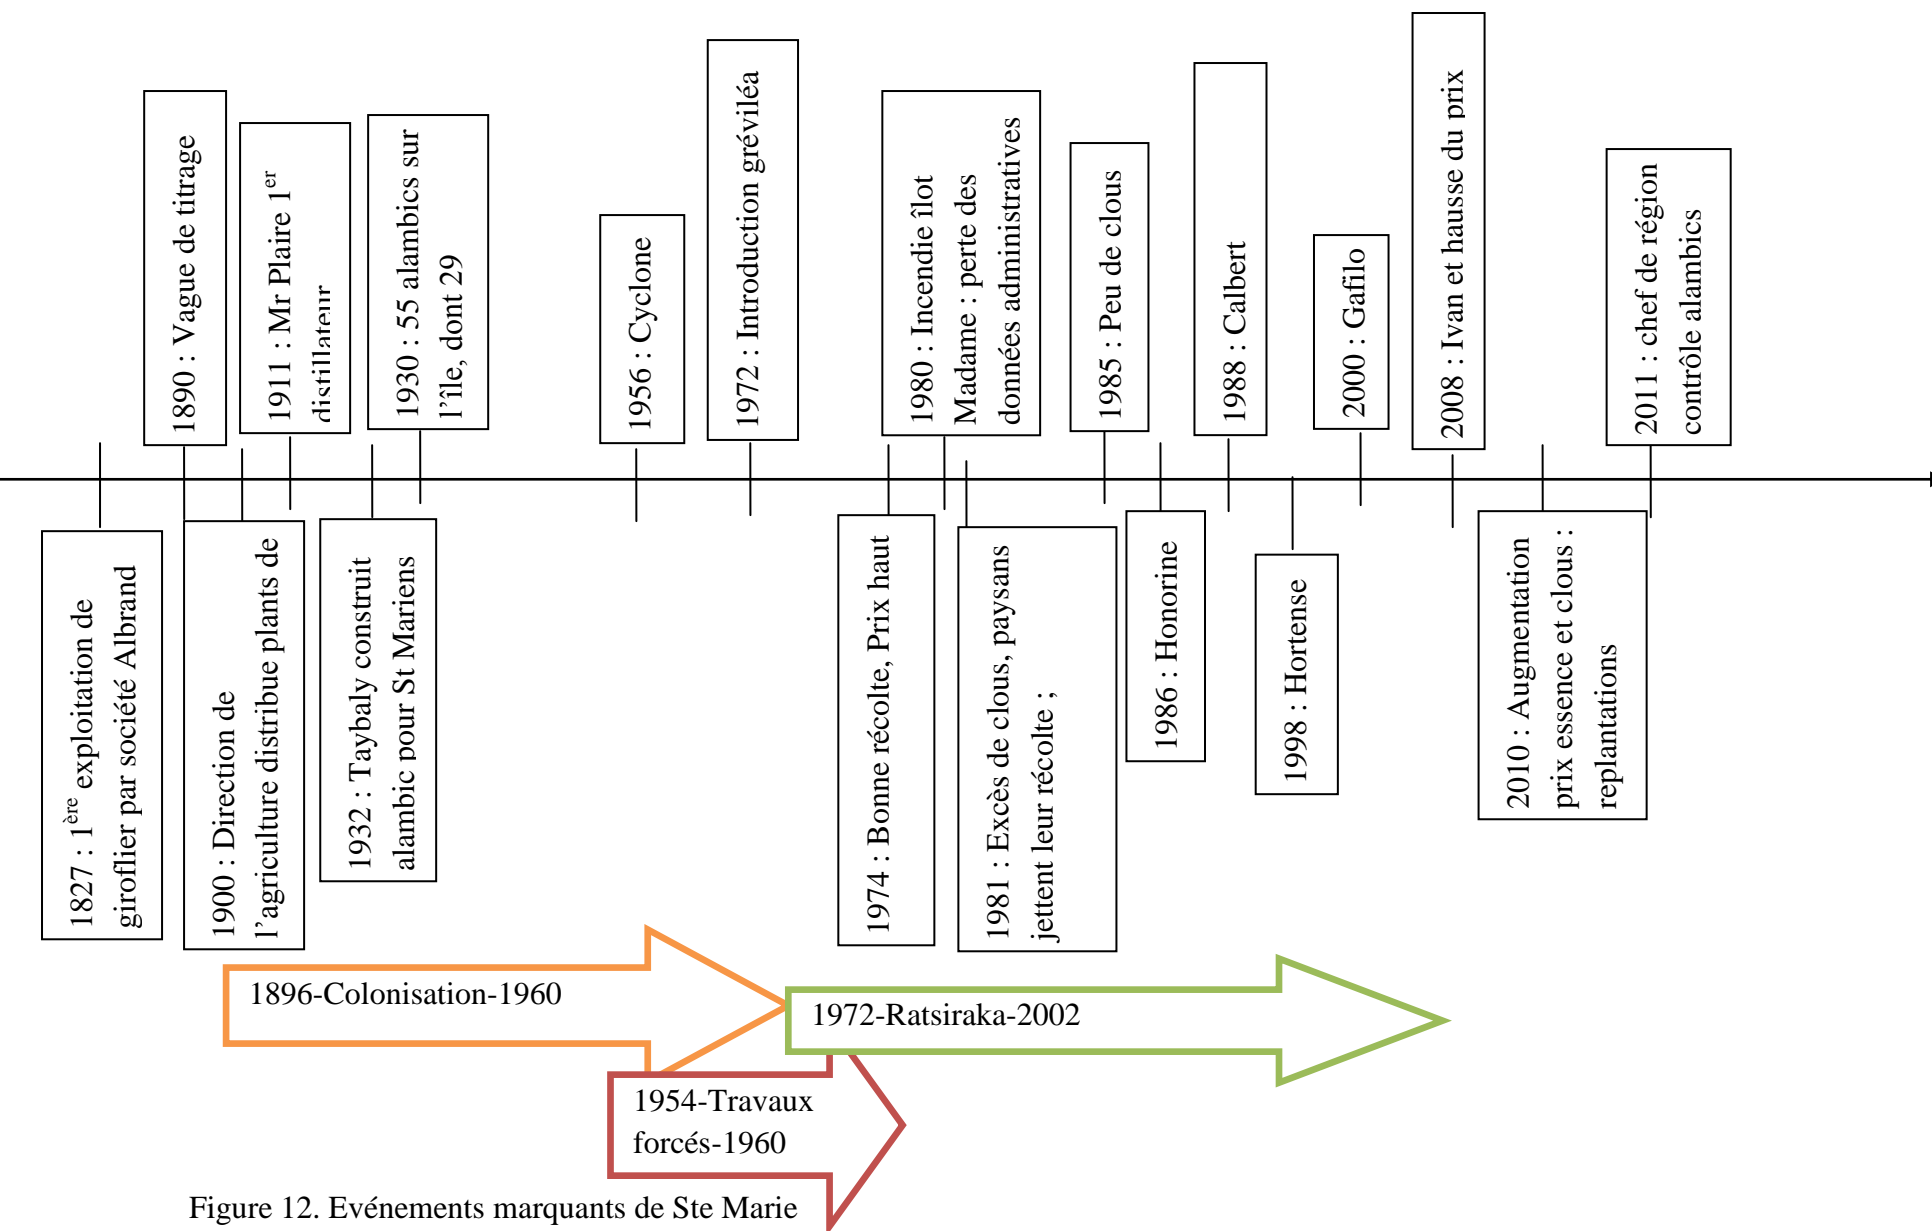 1890 : Vague de titrage
1911 : Mr Plaire 1er
distillateur
1930 : 55 alambics sur
l’île, dont 29
1956 : Cyclone
1972 : Introduction gréviléa
1980 : Incendie îlot
Madame : perte des
données administratives
1985 : Peu de clous
1988 : Calbert
2000 : Gafilo
2008 : Ivan et hausse du prix
2011 : chef de région
contrôle alambics
1827 : 1ère exploitation de
giroflier par société Albrand
1900 : Direction de
l’agriculture distribue plants de
1932 : Taybaly construit
alambic pour St Mariens
1974 : Bonne récolte, Prix haut
1981 : Excès de clous, paysans
jettent leur récolte ;
1986 : Honorine
1998 : Hortense
2010 : Augmentation
prix essence et clous :
replantations
1896-Colonisation-1960
1972-Ratsiraka-2002
1954-Travaux
forcés-1960
Figure 12. Evénements marquants de Ste Marie